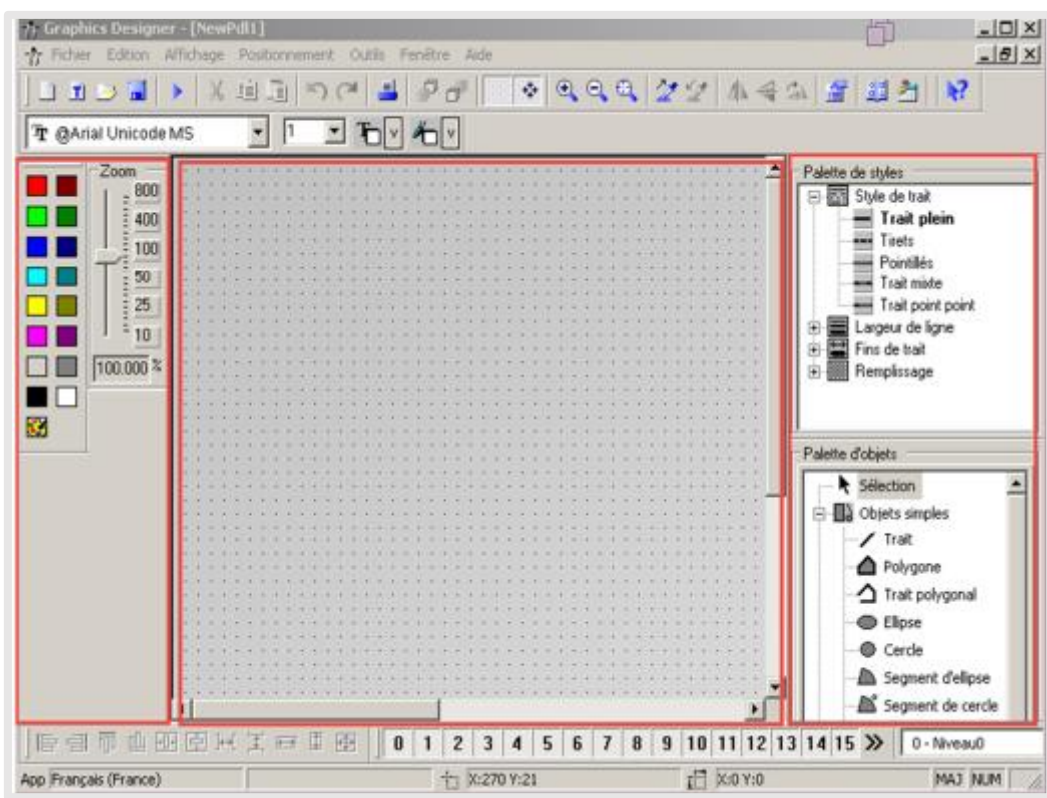 Graphics Designer - [NewPdl1]
Fichier Edition Affichage Positionnement Outils Fenêtre Aide
@Arial Unicode MS 1
Zoom
800
400
100
50
25
10
100.000 %
Palette de styles
Style de trait
Trait plein
Tirets
Pointillés
Trait mixte
Trait point point
Largeur de ligne
Fins de trait
Remplissage
Palette d'objets
Sélection
Objets simples
Trait
Polygone
Trait polygonal
Ellipse
Cercle
Segment d'ellipse
Segment de cercle
0 1 2 3 4 5 6 7 8 9 10 11 12 13 14 15 0 - Niveau0
App Français (France) X:270 Y:21 X:0 Y:0 MAJ NUM